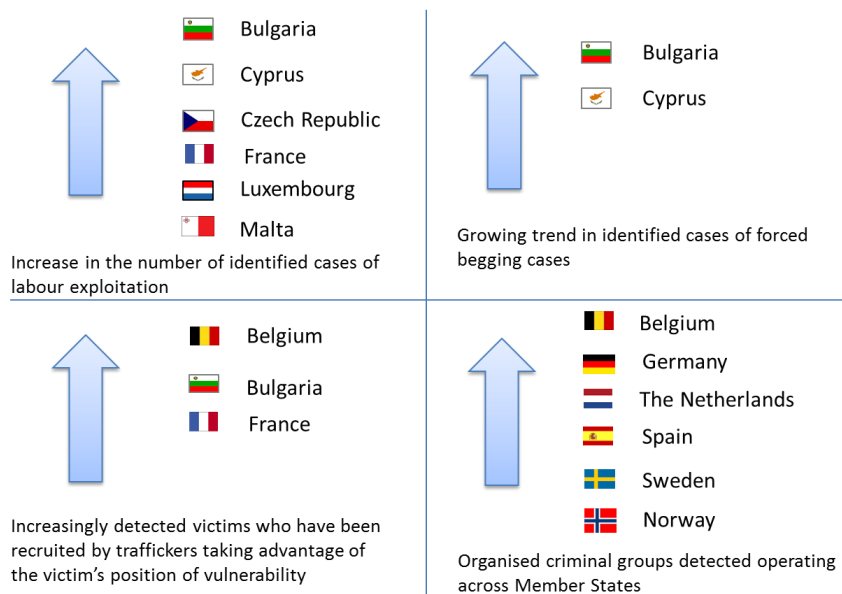 Bulgaria
Cyprus
Czech Republic
France
Luxembourg
Malta
Increase in the number of identified cases of
labour exploitation
Bulgaria
Cyprus
Growing trend in identified cases of forced
begging cases
Belgium
Bulgaria
France
Increasingly detected victims who have been
recruited by traffickers taking advantage of
the victim’s position of vulnerability
Belgium
Germany
The Netherlands
Spain
Sweden
Norway
Organised criminal groups detected operating
across Member States